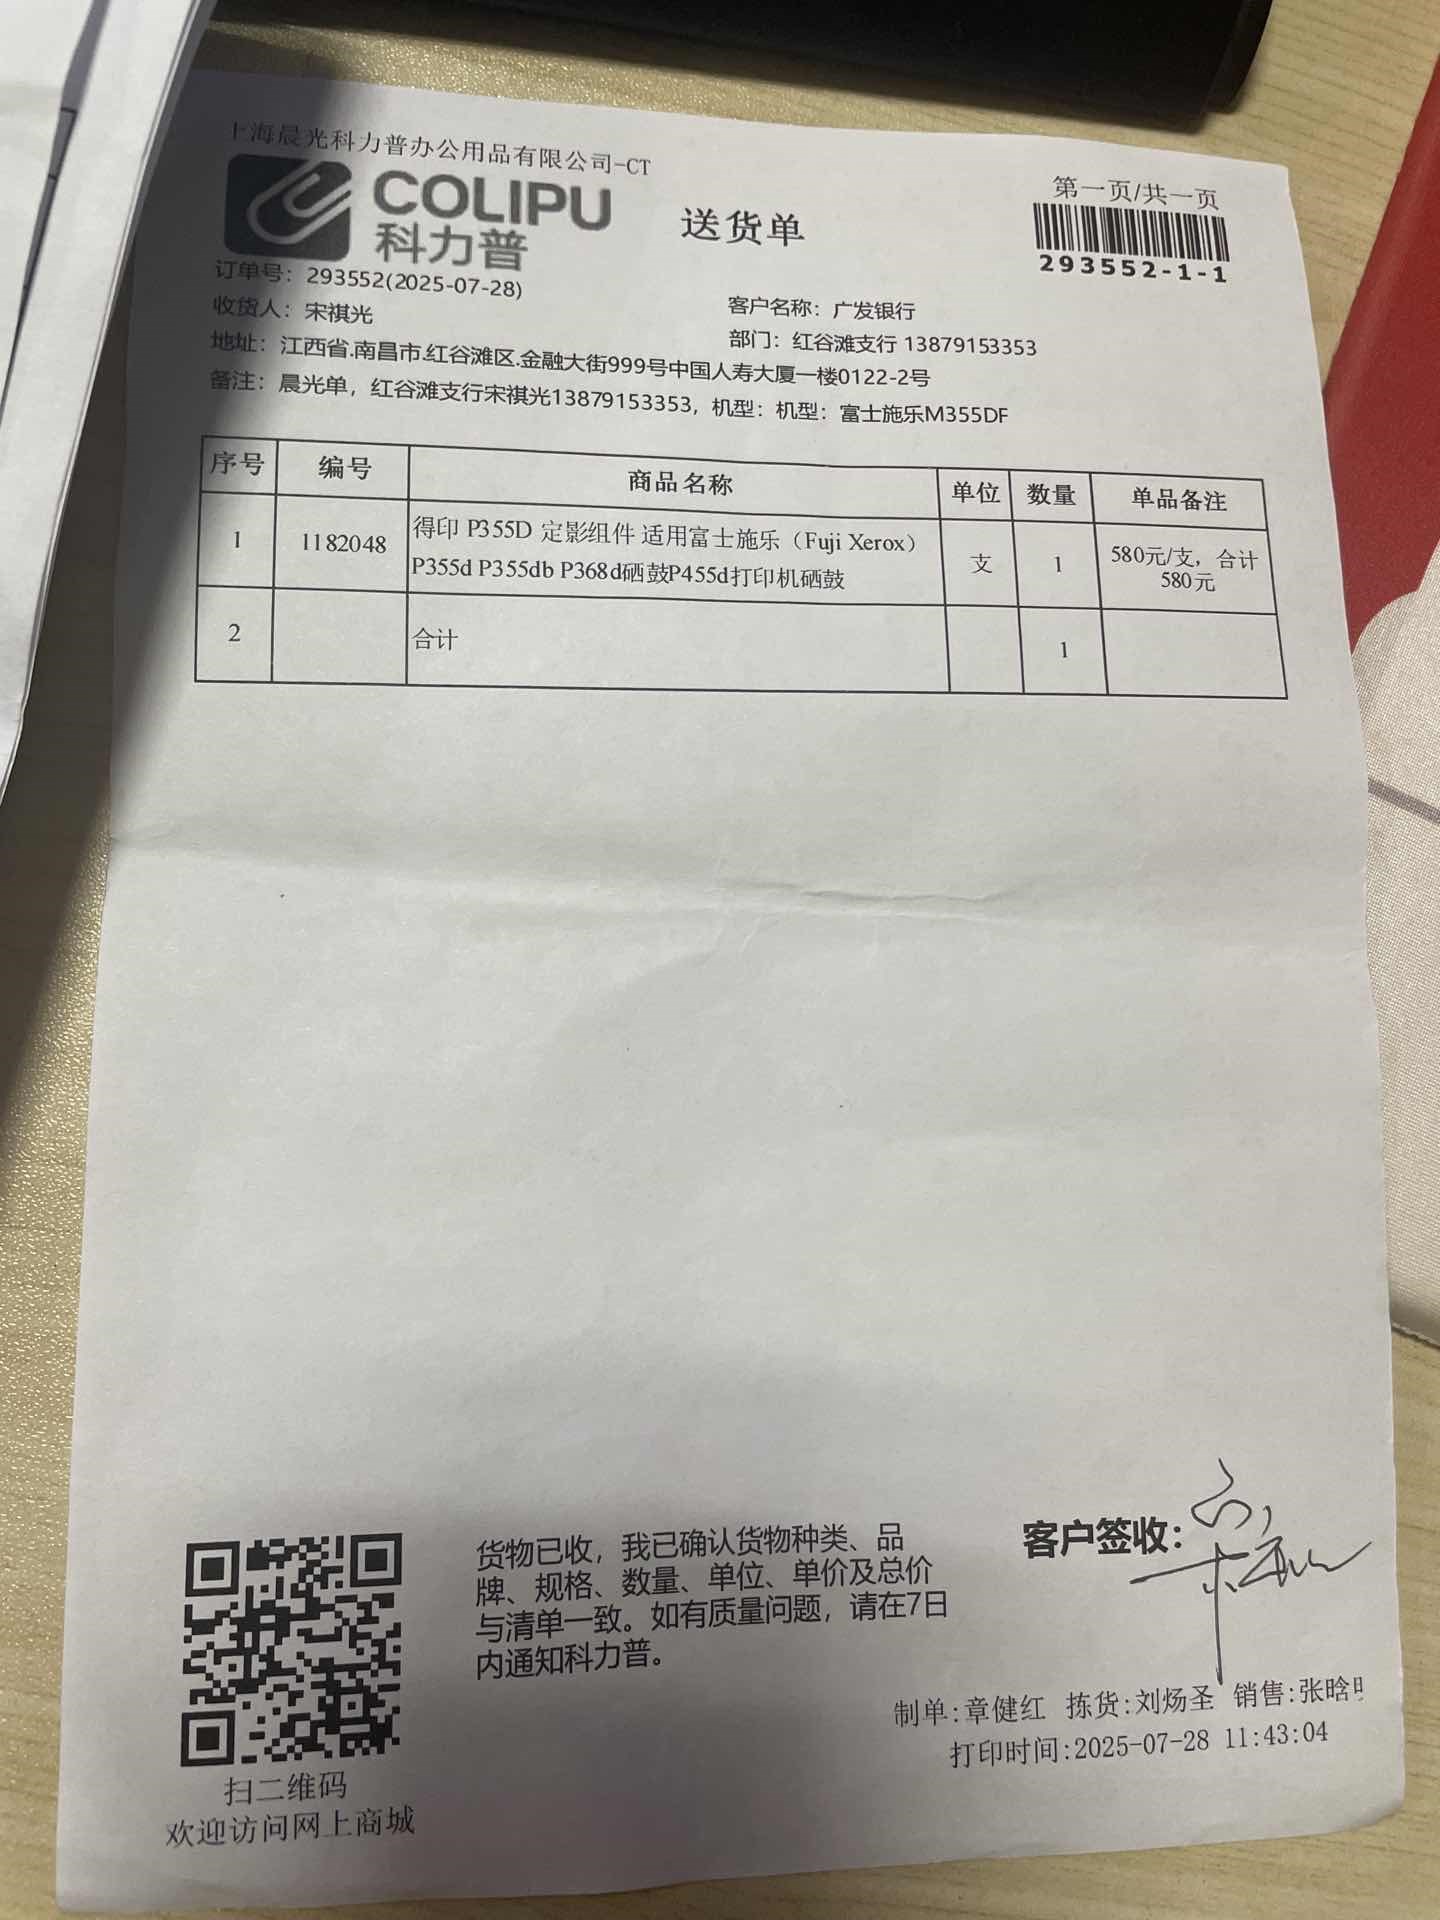 上海晨光科力普办公用品有限公司-CT
COLIPU
科力普
送货单
第一页/共一页
293552-1-1
订单号：293552(2025-07-28)
收货人：宋祺光
客户名称：广发银行
部门：红谷滩支行 13879153353
地址：江西省.南昌市.红谷滩区.金融大街999号中国人寿大厦一楼0122-2号
备注：晨光单，红谷滩支行宋祺光13879153353，机型：机型：富士施乐M355DF
序号 编号 商品名称 单位 数量 单品备注
1 1182048 得印 P355D 定影组件 适用富士施乐（Fuji Xerox） 支 1 580元/支，合计
P355d P355db P368d硒鼓P455d打印机硒鼓 580元
2 合计 1
货物已收，我已确认货物种类、品
牌、规格、数量、单位、单价及总价
与清单一致。如有质量问题，请在7日
内通知科力普。
客户签收：
制单:章健红 拣货:刘炀圣 销售:张晗
打印时间:2025-07-28 11:43:04
扫二维码
欢迎访问网上商城